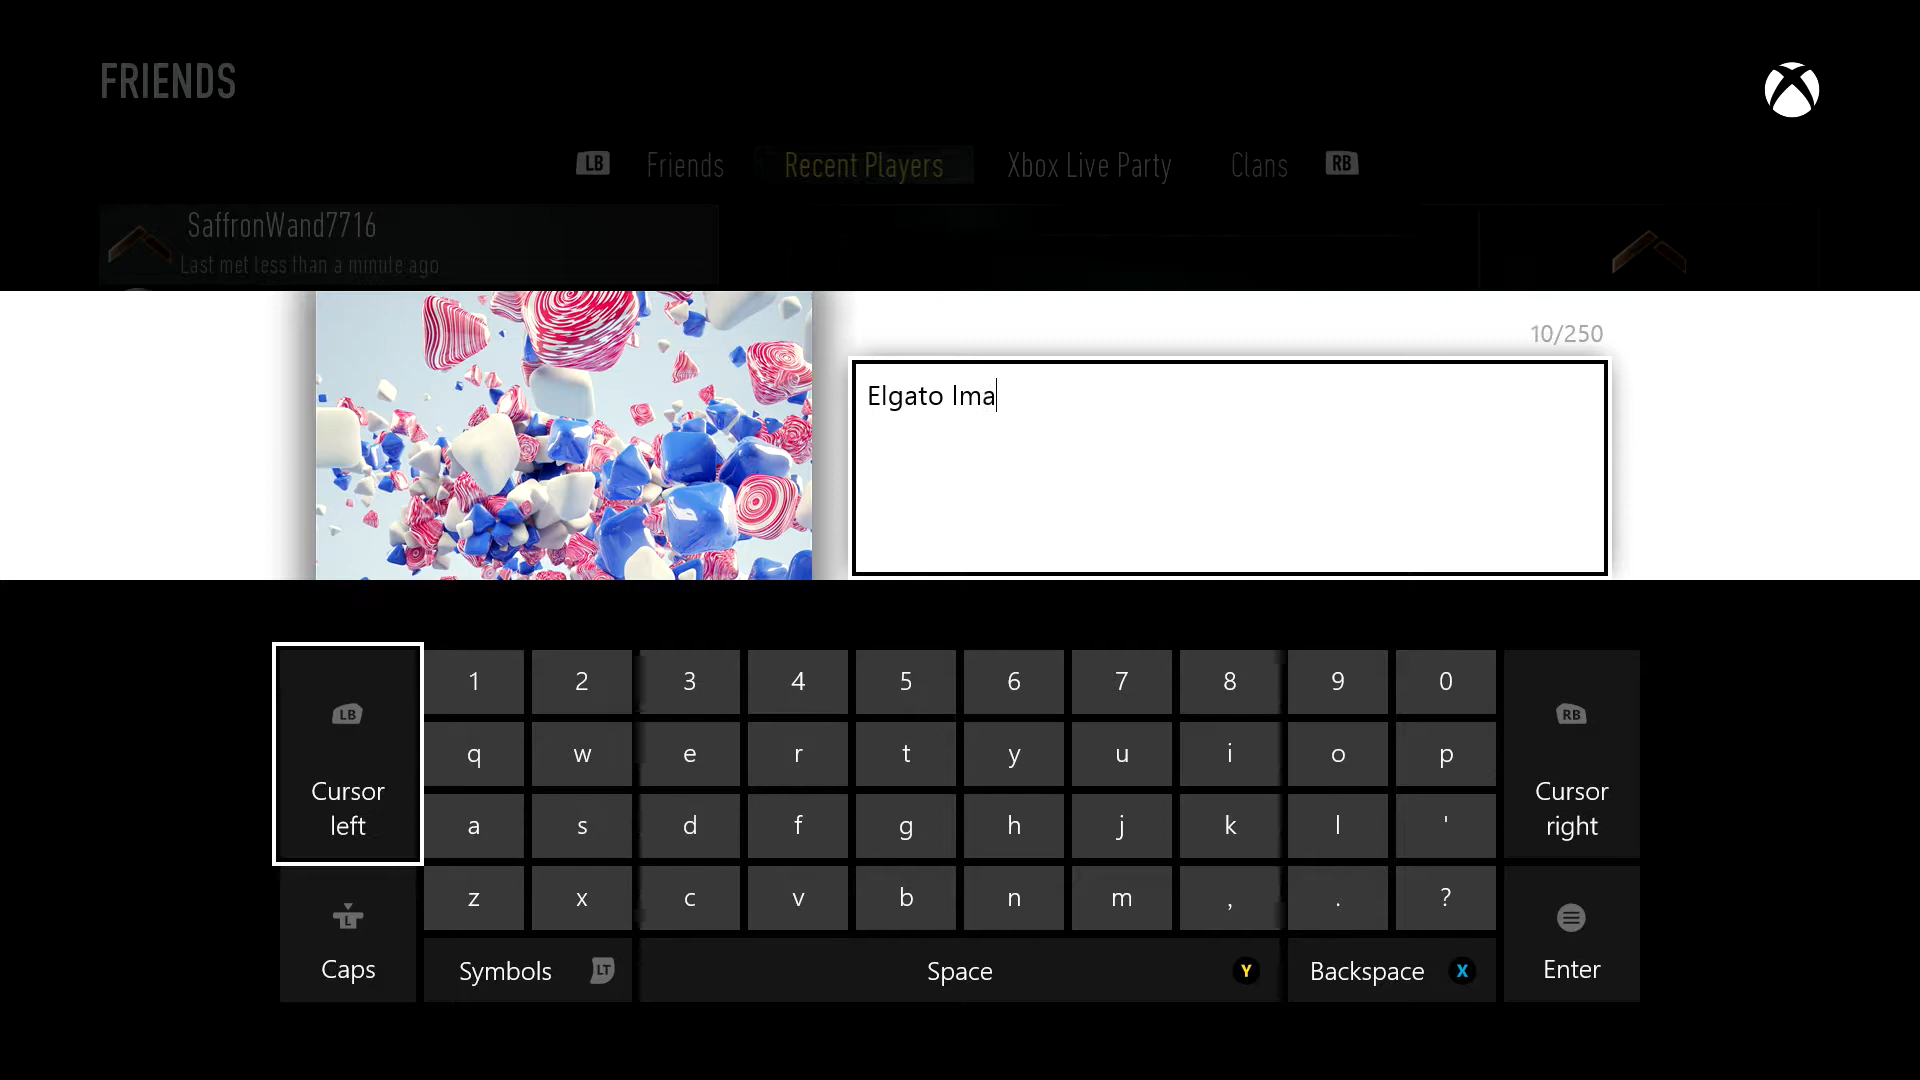 FRIENDS
LB Friends Recent Players Xbox Live Party Clans RB
SaffronWand7716
Last met less than a minute ago
10/250
Elgato Ima
LB Cursor left
1 2 3 4 5 6 7 8 9 0
RB Cursor right
q w e r t y u i o p
a s d f g h j k l '
L Caps
z x c v b n m , . ?
Enter
Symbols LT Space Y Backspace X